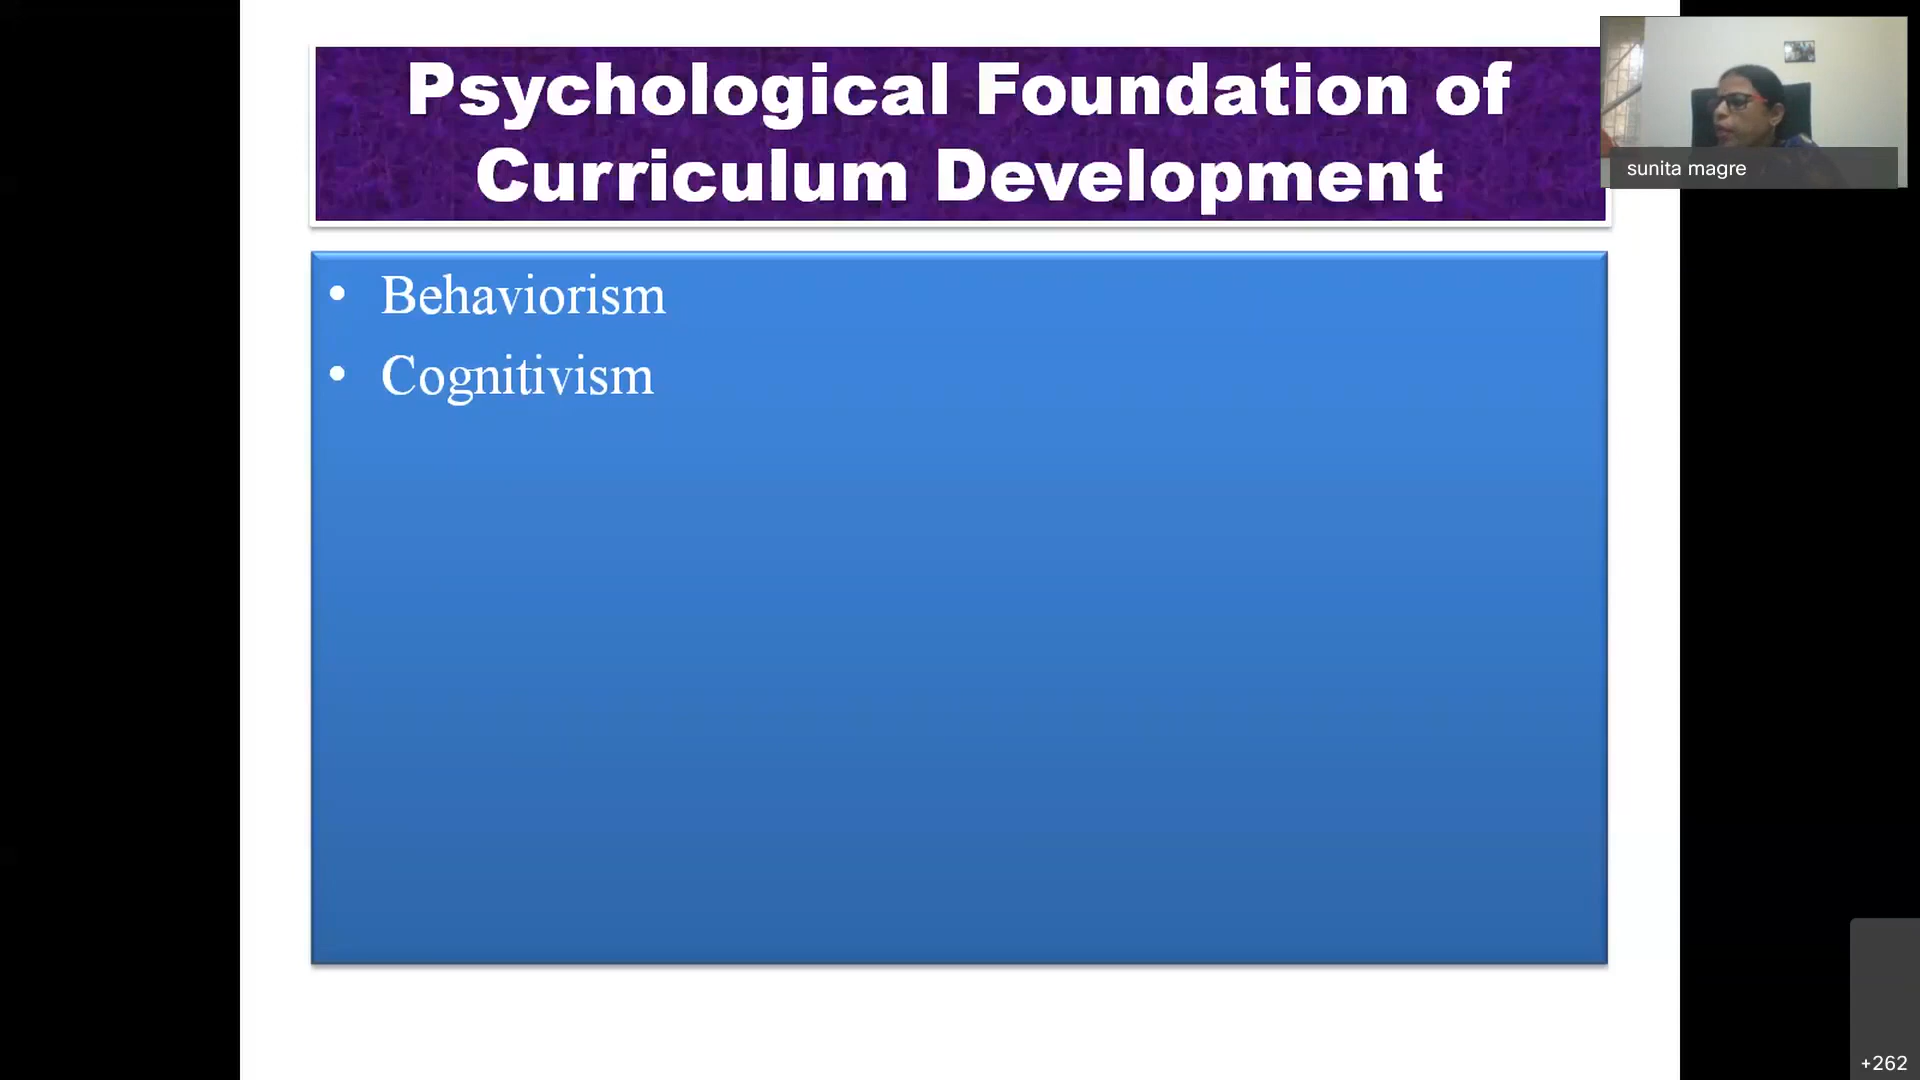 Psychological Foundation of
Curriculum Development
• Behaviorism
• Cognitivism
sunita magre
+262